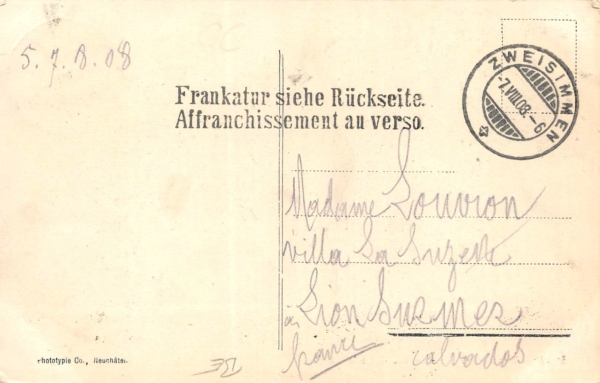 5. 7. 8. 08
ZWEISIMMEN
-7.VIII.08.-6
Frankatur siehe Rückseite.
Affranchissement au verso.
Madame Louvion
villa La Suzette
à Lion Sur mer
france
calvados
Phototypie Co., Neuchâtel.